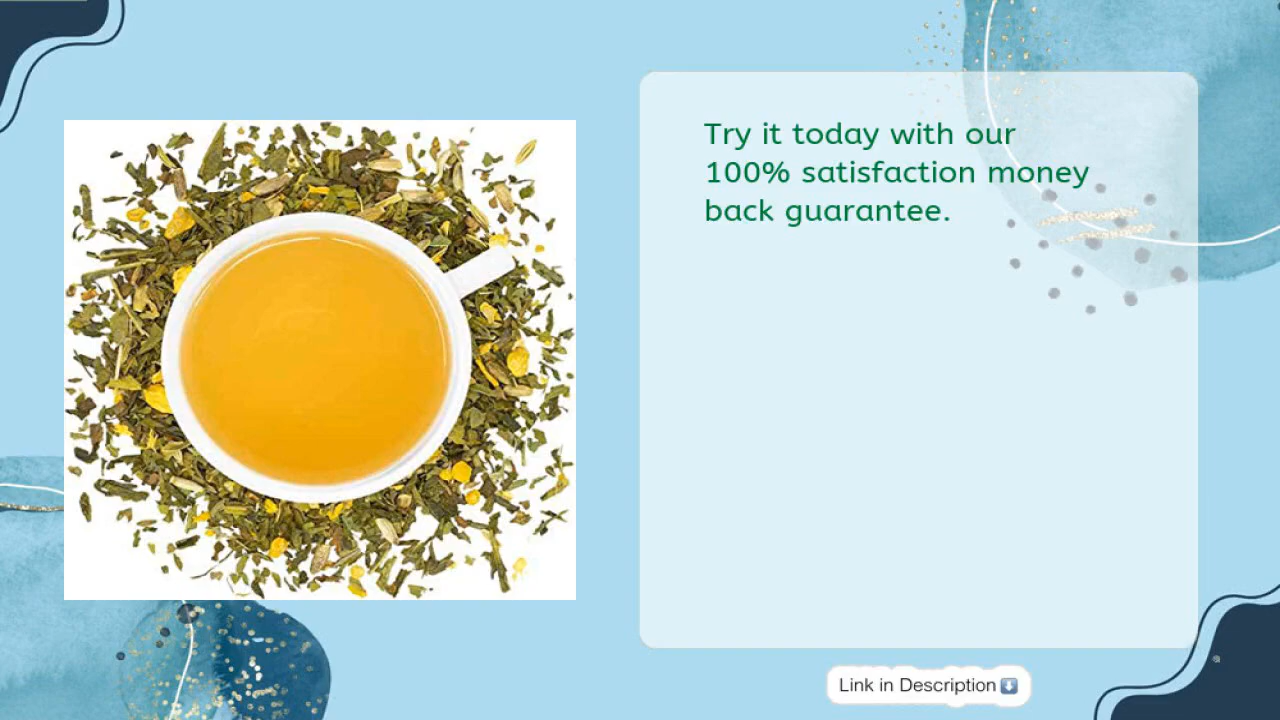 Try it today with our
100% satisfaction money
back guarantee.
Link in Description⬇️